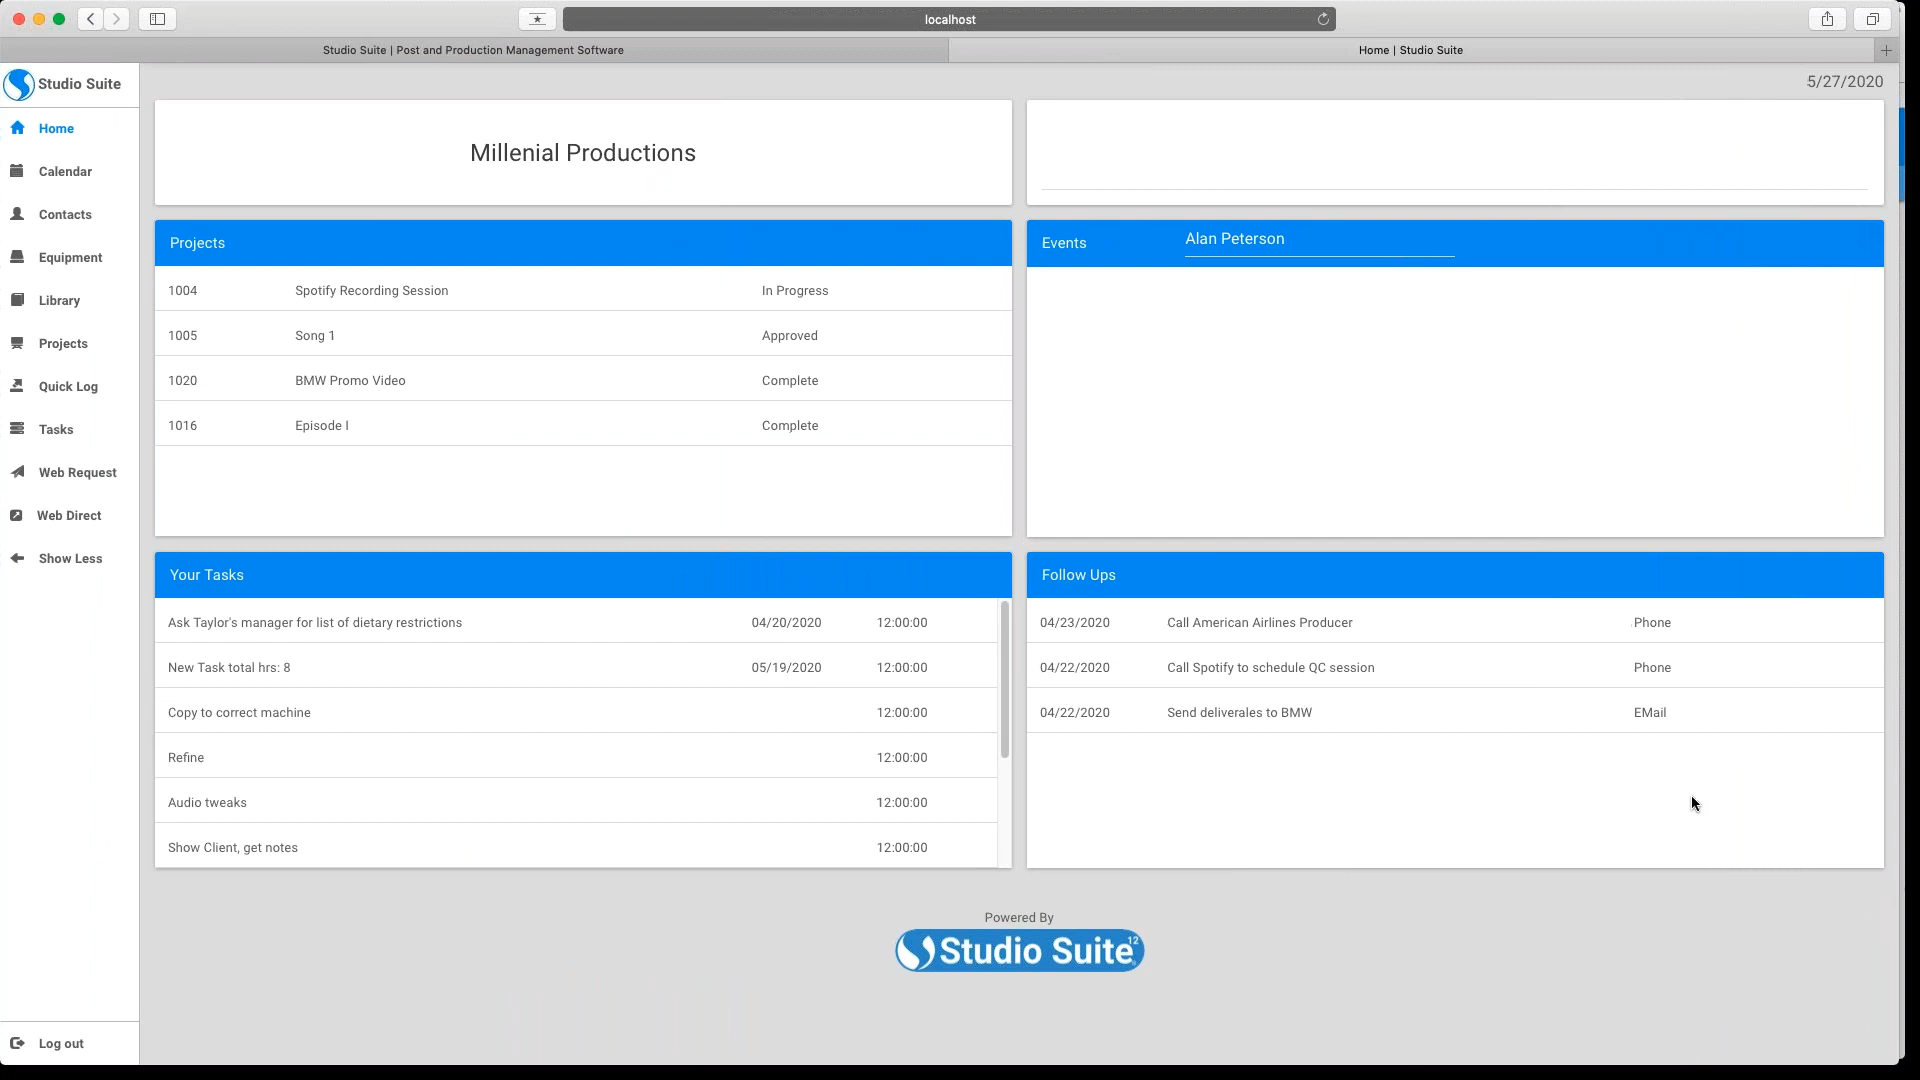 localhost
Studio Suite | Post and Production Management Software
Home | Studio Suite
Studio Suite
5/27/2020
Home
Calendar
Contacts
Equipment
Library
Projects
Quick Log
Tasks
Web Request
Web Direct
Show Less
Log out
Millenial Productions
Projects
1004 Spotify Recording Session In Progress
1005 Song 1 Approved
1020 BMW Promo Video Complete
1016 Episode I Complete
Events Alan Peterson
Your Tasks
Ask Taylor's manager for list of dietary restrictions 04/20/2020 12:00:00
New Task total hrs: 8 05/19/2020 12:00:00
Copy to correct machine 12:00:00
Refine 12:00:00
Audio tweaks 12:00:00
Show Client, get notes 12:00:00
Follow Ups
04/23/2020 Call American Airlines Producer Phone
04/22/2020 Call Spotify to schedule QC session Phone
04/22/2020 Send deliverales to BMW EMail
Powered By
Studio Suite 12